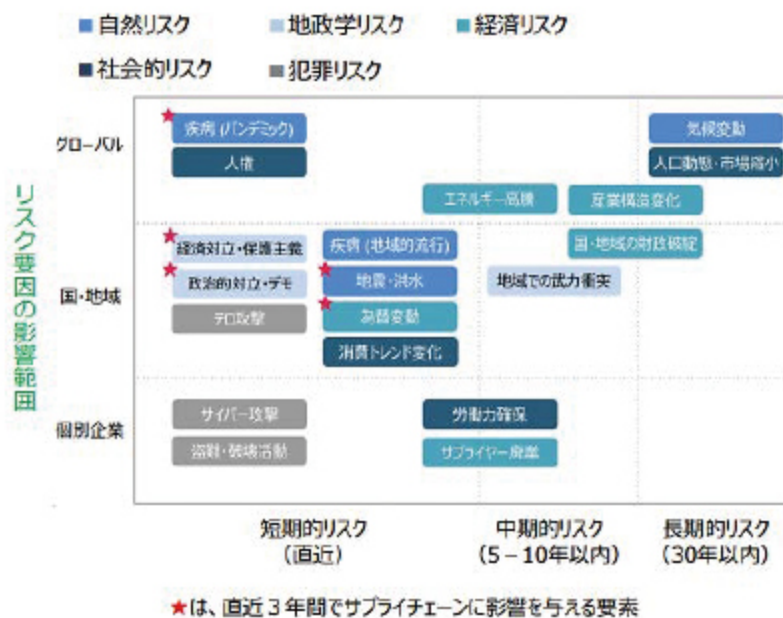 ■自然リスク ■地政学リスク ■経済リスク
■社会的リスク ■犯罪リスク
リスク要因の影響範囲
グローバル
★疾病(パンデミック)
気候変動
人権
人口動態・市場縮小
エネルギー高騰
産業構造変化
国・地域
★経済対立・保護主義
疾病(地域的流行)
国・地域の財政破綻
★政治的対立・デモ
★地震・洪水
地域での武力衝突
テロ攻撃
★為替変動
消費トレンド変化
個別企業
サイバー攻撃
労働力確保
盗難・破壊活動
サプライヤー廃業
短期的リスク 中期的リスク 長期的リスク
(直近) (5-10年以内) (30年以内)
★は、直近3年間でサプライチェーンに影響を与える要素